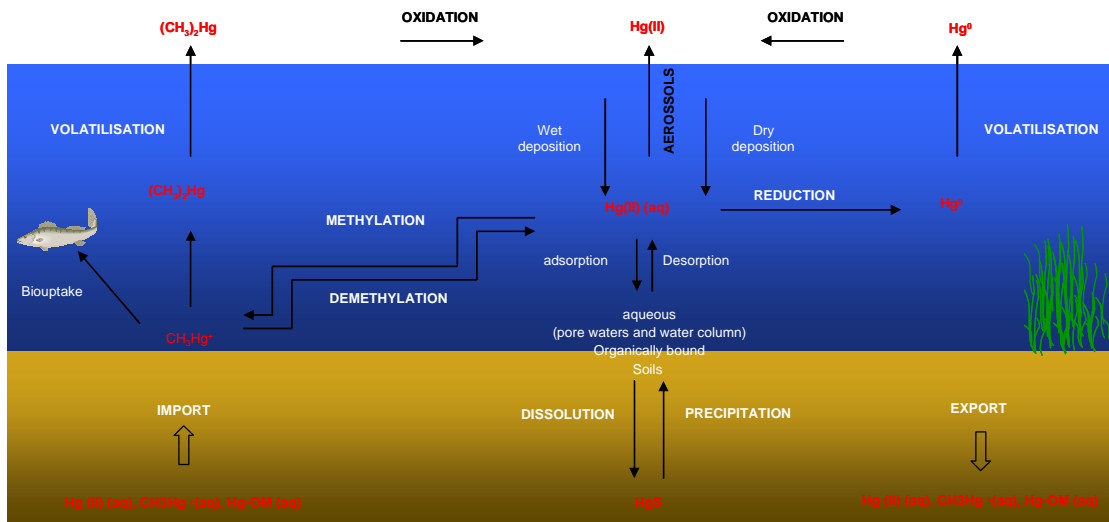 OXIDATION
OXIDATION
(CH₃)₂Hg
Hg(II)
Hg⁰
AEROSSOLS
VOLATILISATION
Wet
deposition
Dry
deposition
VOLATILISATION
(CH₃)₂Hg
Hg(II) (aq)
REDUCTION
METHYLATION
adsorption
Desorption
Biouptake
DEMETHYLATION
aqueous
(pore waters and water column)
Organically bound
Soils
IMPORT
DISSOLUTION
PRECIPITATION
EXPORT
Hg (II) (aq), CH3Hg -(aq), Hg-OM (aq)
HgS
Hg (II) (aq), CH3Hg -(aq), Hg-OM (aq)